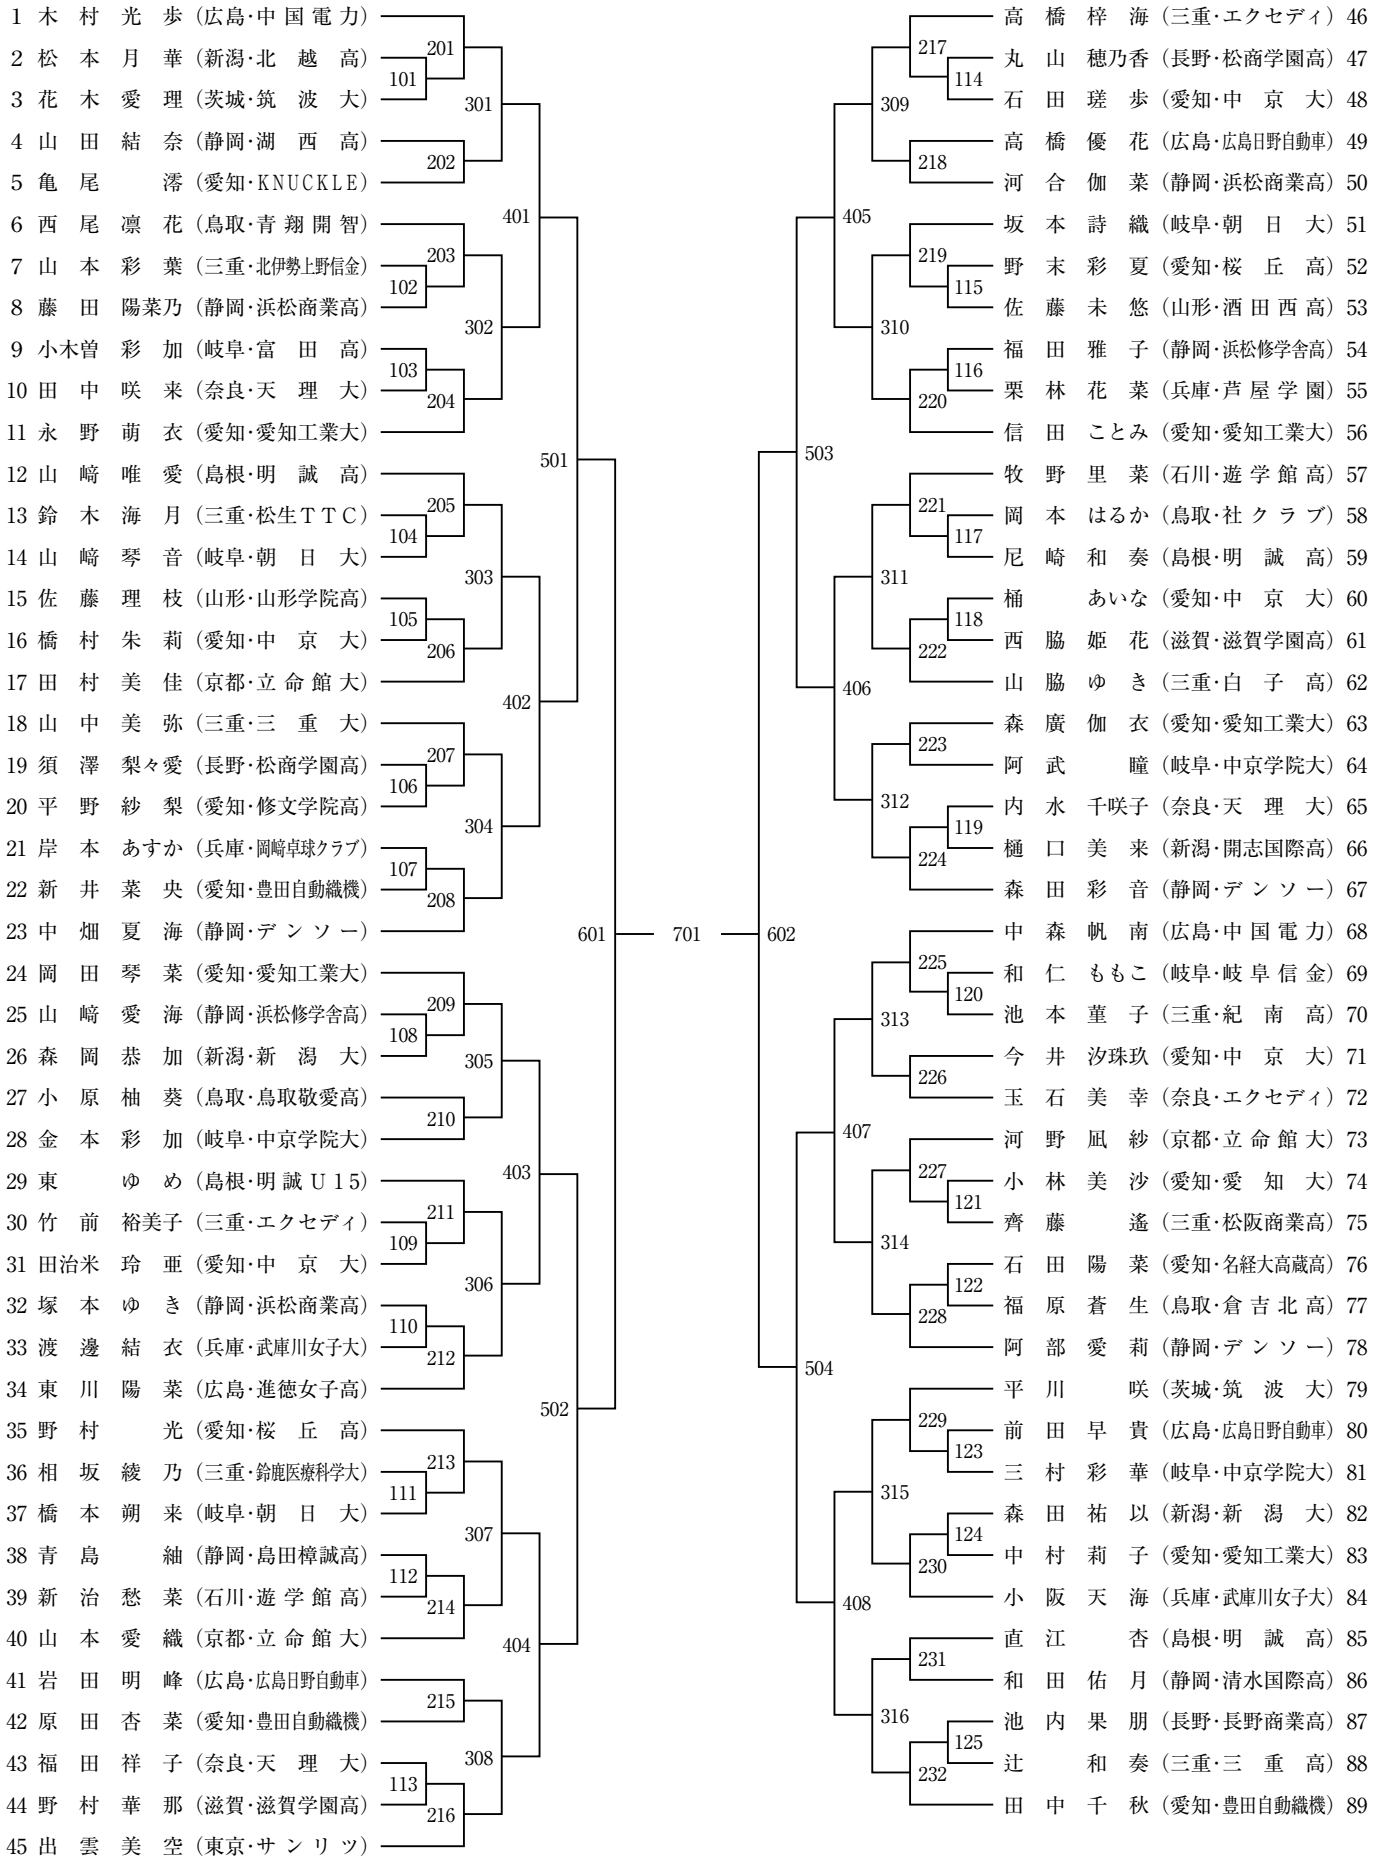 1 木村光歩 (広島･中国電力)
2 松本月華 (新潟･北越高)
3 花木愛理 (茨城･筑波大)
4 山田結奈 (静岡･湖西高)
5 亀尾澪 (愛知･KNUCKLE)
6 西尾凛花 (鳥取･青翔開智)
7 山本彩葉 (三重･北伊勢上野信金)
8 藤田陽菜乃 (静岡･浜松商業高)
9 小木曽彩加 (岐阜･富田高)
10 田中咲来 (奈良･天理大)
11 永野萌衣 (愛知･愛知工業大)
12 山﨑唯愛 (島根･明誠高)
13 鈴木海月 (三重･松生TTC)
14 山﨑琴音 (岐阜･朝日大)
15 佐藤理枝 (山形･山形学院高)
16 橋村朱莉 (愛知･中京大)
17 田村美佳 (京都･立命館大)
18 山中美弥 (三重･三重大)
19 須澤梨々愛 (長野･松商学園高)
20 平野紗梨 (愛知･修文学院高)
21 岸本あすか (兵庫･岡﨑卓球クラブ)
22 新井菜央 (愛知･豊田自動織機)
23 中畑夏海 (静岡･デンソー)
24 岡田琴菜 (愛知･愛知工業大)
25 山﨑愛海 (静岡･浜松修学舎高)
26 森岡恭加 (新潟･新潟大)
27 小原柚葵 (鳥取･鳥取敬愛高)
28 金本彩加 (岐阜･中京学院大)
29 東ゆめ (島根･明誠U15)
30 竹前裕美子 (三重･エクセディ)
31 田治米玲亜 (愛知･中京大)
32 塚本ゆき (静岡･浜松商業高)
33 渡邊結衣 (兵庫･武庫川女子大)
34 東川陽菜 (広島･進徳女子高)
35 野村光 (愛知･桜丘高)
36 相坂綾乃 (三重･鈴鹿医療科学大)
37 橋本朔来 (岐阜･朝日大)
38 青島紬 (静岡･島田樟誠高)
39 新治愁菜 (石川･遊学館高)
40 山本愛織 (京都･立命館大)
41 岩田明峰 (広島･広島日野自動車)
42 原田杏菜 (愛知･豊田自動織機)
43 福田祥子 (奈良･天理大)
44 野村華那 (滋賀･滋賀学園高)
45 出雲美空 (東京･サンリツ)
101
102
103
104
105
106
107
108
109
110
111
112
113
201
202
203
204
205
206
207
208
209
210
211
212
213
214
215
216
301
302
303
304
305
306
307
308
401
402
403
404
501
502
601
701
602
503
504
405
406
407
408
309
310
311
312
313
314
315
316
217
218
219
220
221
222
223
224
225
226
227
228
229
230
231
232
114
115
116
117
118
119
120
121
122
123
124
125
高橋梓海 (三重･エクセディ) 46
丸山穂乃香 (長野･松商学園高) 47
石田瑳歩 (愛知･中京大) 48
高橋優花 (広島･広島日野自動車) 49
河合伽菜 (静岡･浜松商業高) 50
坂本詩織 (岐阜･朝日大) 51
野末彩夏 (愛知･桜丘高) 52
佐藤未悠 (山形･酒田西高) 53
福田雅子 (静岡･浜松修学舎高) 54
栗林花菜 (兵庫･芦屋学園) 55
信田ことみ (愛知･愛知工業大) 56
牧野里菜 (石川･遊学館高) 57
岡本はるか (鳥取･社クラブ) 58
尼崎和奏 (島根･明誠高) 59
桶あいな (愛知･中京大) 60
西脇姫花 (滋賀･滋賀学園高) 61
山脇ゆき (三重･白子高) 62
森廣伽衣 (愛知･愛知工業大) 63
阿武瞳 (岐阜･中京学院大) 64
内水千咲子 (奈良･天理大) 65
樋口美来 (新潟･開志国際高) 66
森田彩音 (静岡･デンソー) 67
中森帆南 (広島･中国電力) 68
和仁ももこ (岐阜･岐阜信金) 69
池本菫子 (三重･紀南高) 70
今井汐珠玖 (愛知･中京大) 71
玉石美幸 (奈良･エクセディ) 72
河野凪紗 (京都･立命館大) 73
小林美沙 (愛知･愛知大) 74
齊藤遙 (三重･松阪商業高) 75
石田陽菜 (愛知･名経大高蔵高) 76
福原蒼生 (鳥取･倉吉北高) 77
阿部愛莉 (静岡･デンソー) 78
平川咲 (茨城･筑波大) 79
前田早貴 (広島･広島日野自動車) 80
三村彩華 (岐阜･中京学院大) 81
森田祐以 (新潟･新潟大) 82
中村莉子 (愛知･愛知工業大) 83
小阪天海 (兵庫･武庫川女子大) 84
直江杏 (島根･明誠高) 85
和田佑月 (静岡･清水国際高) 86
池内果朋 (長野･長野商業高) 87
辻和奏 (三重･三重高) 88
田中千秋 (愛知･豊田自動織機) 89